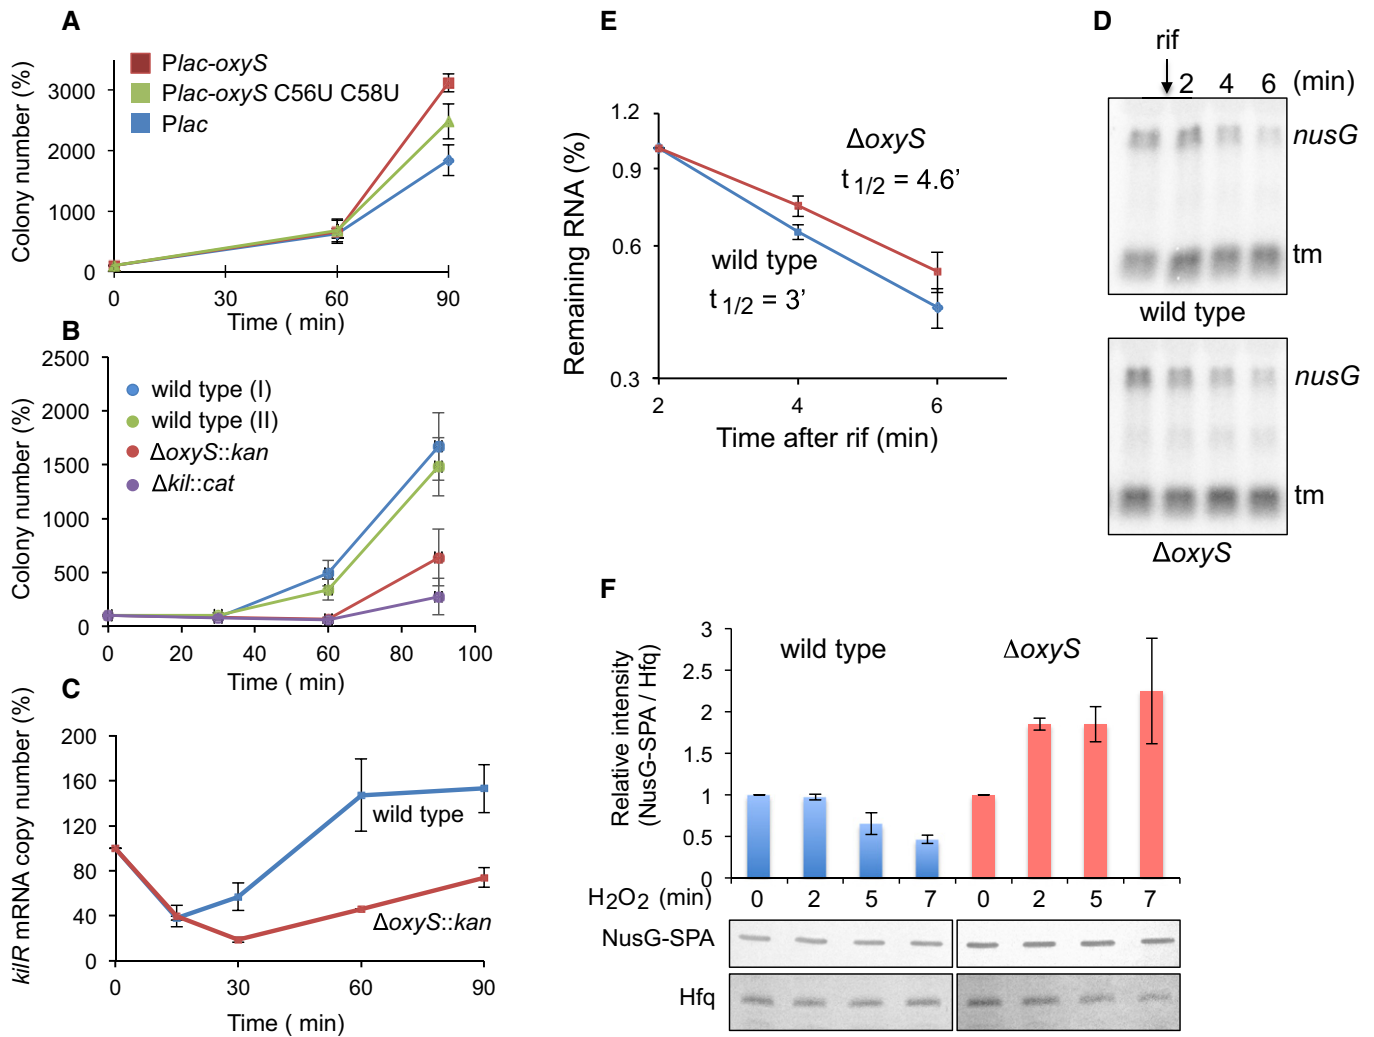 A
Colony number (%)
3000
2000
1000
0
Plac-oxyS
Plac-oxyS C56U C58U
Plac
0 30 60 90
Time ( min)
B
Colony number (%)
2500
2000
1500
1000
500
0
wild type (I)
wild type (II)
ΔoxyS::kan
Δkil::cat
0 20 40 60 80 100
Time ( min)
C
kilR mRNA copy number (%)
200
160
120
80
40
0
wild type
ΔoxyS::kan
0 30 60 90
Time ( min)
E
Remaining RNA (%)
1.2
0.9
0.6
0.3
ΔoxyS
t 1/2 = 4.6’
wild type
t 1/2 = 3’
2 4 6
Time after rif (min)
D
rif
2 4 6 (min)
nusG
tm
wild type
nusG
tm
ΔoxyS
F
Relative intensity
(NusG-SPA / Hfq)
3
2.5
2
1.5
1
0.5
0
wild type
ΔoxyS
H2O2 (min) 0 2 5 7 0 2 5 7
NusG-SPA
Hfq